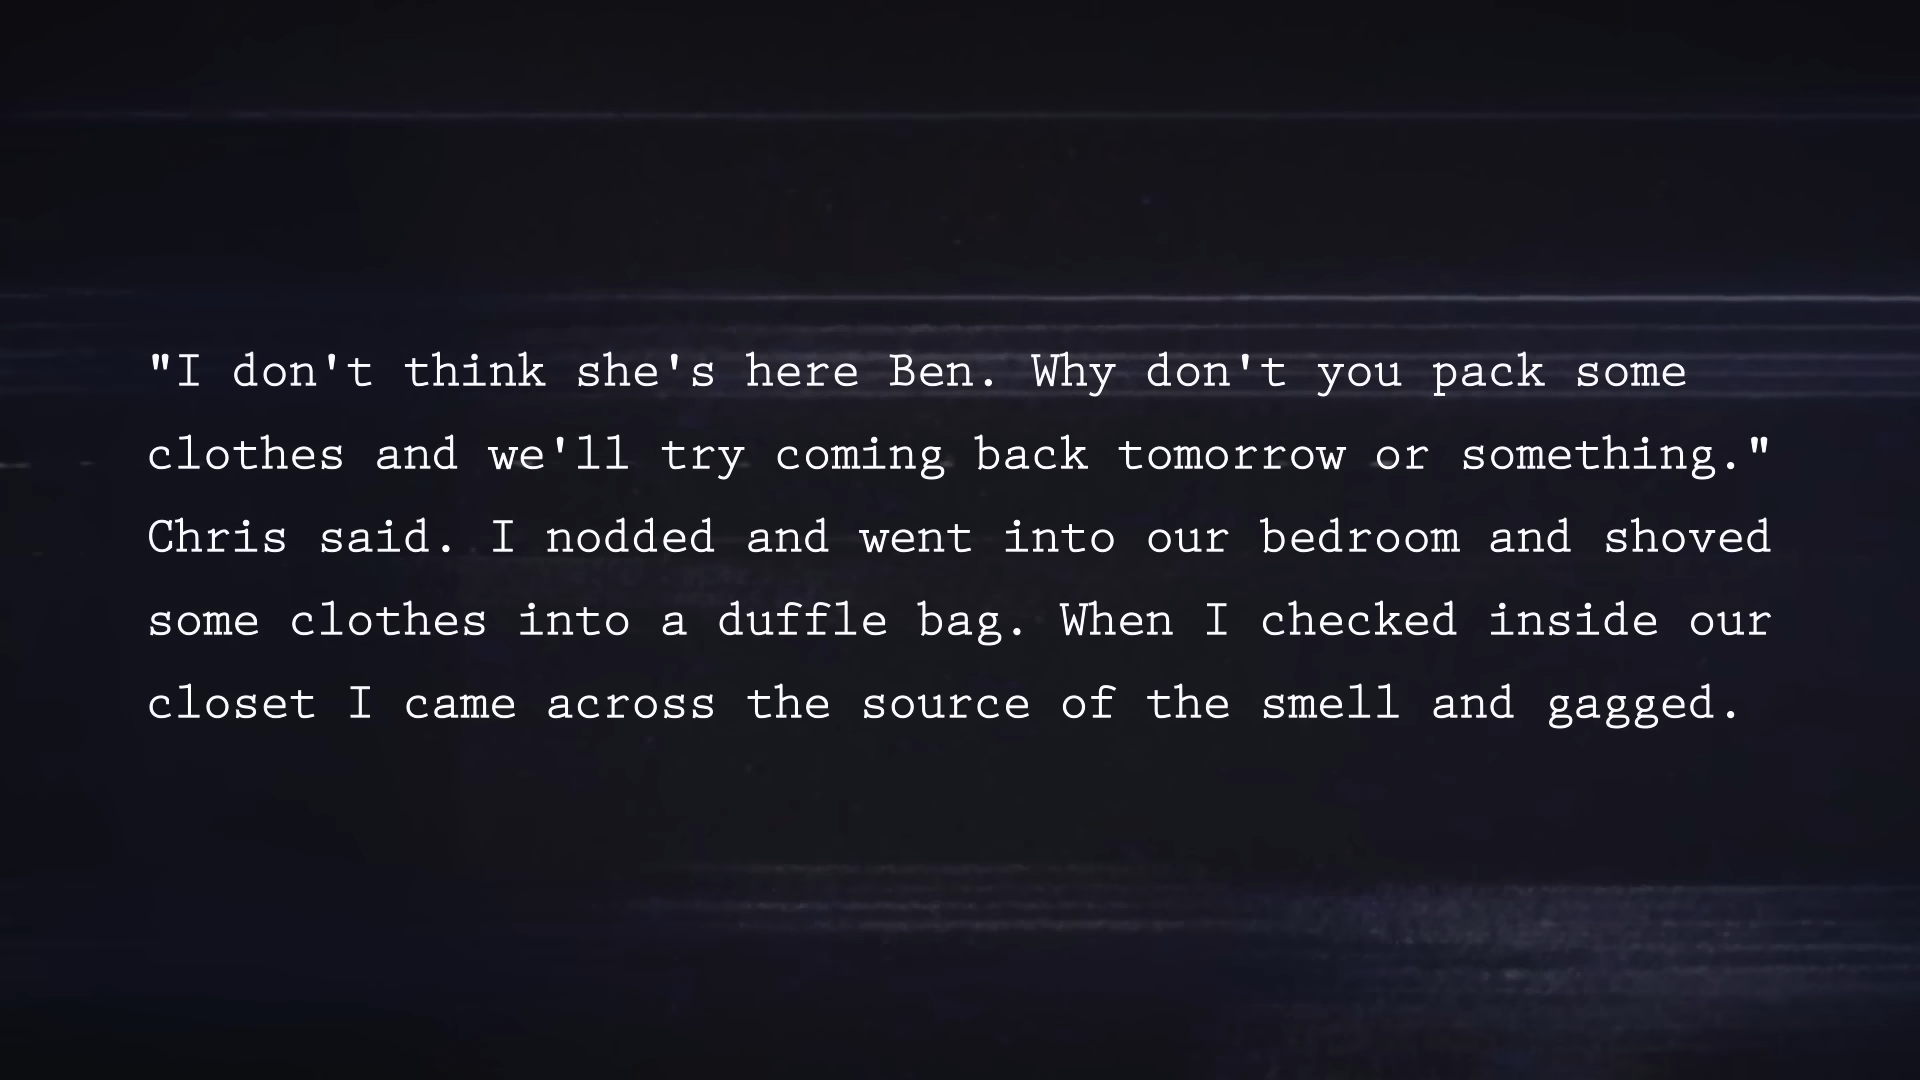 "I don't think she's here Ben. Why don't you pack some
clothes and we'll try coming back tomorrow or something."
Chris said. I nodded and went into our bedroom and shoved
some clothes into a duffle bag. When I checked inside our
closet I came across the source of the smell and gagged.